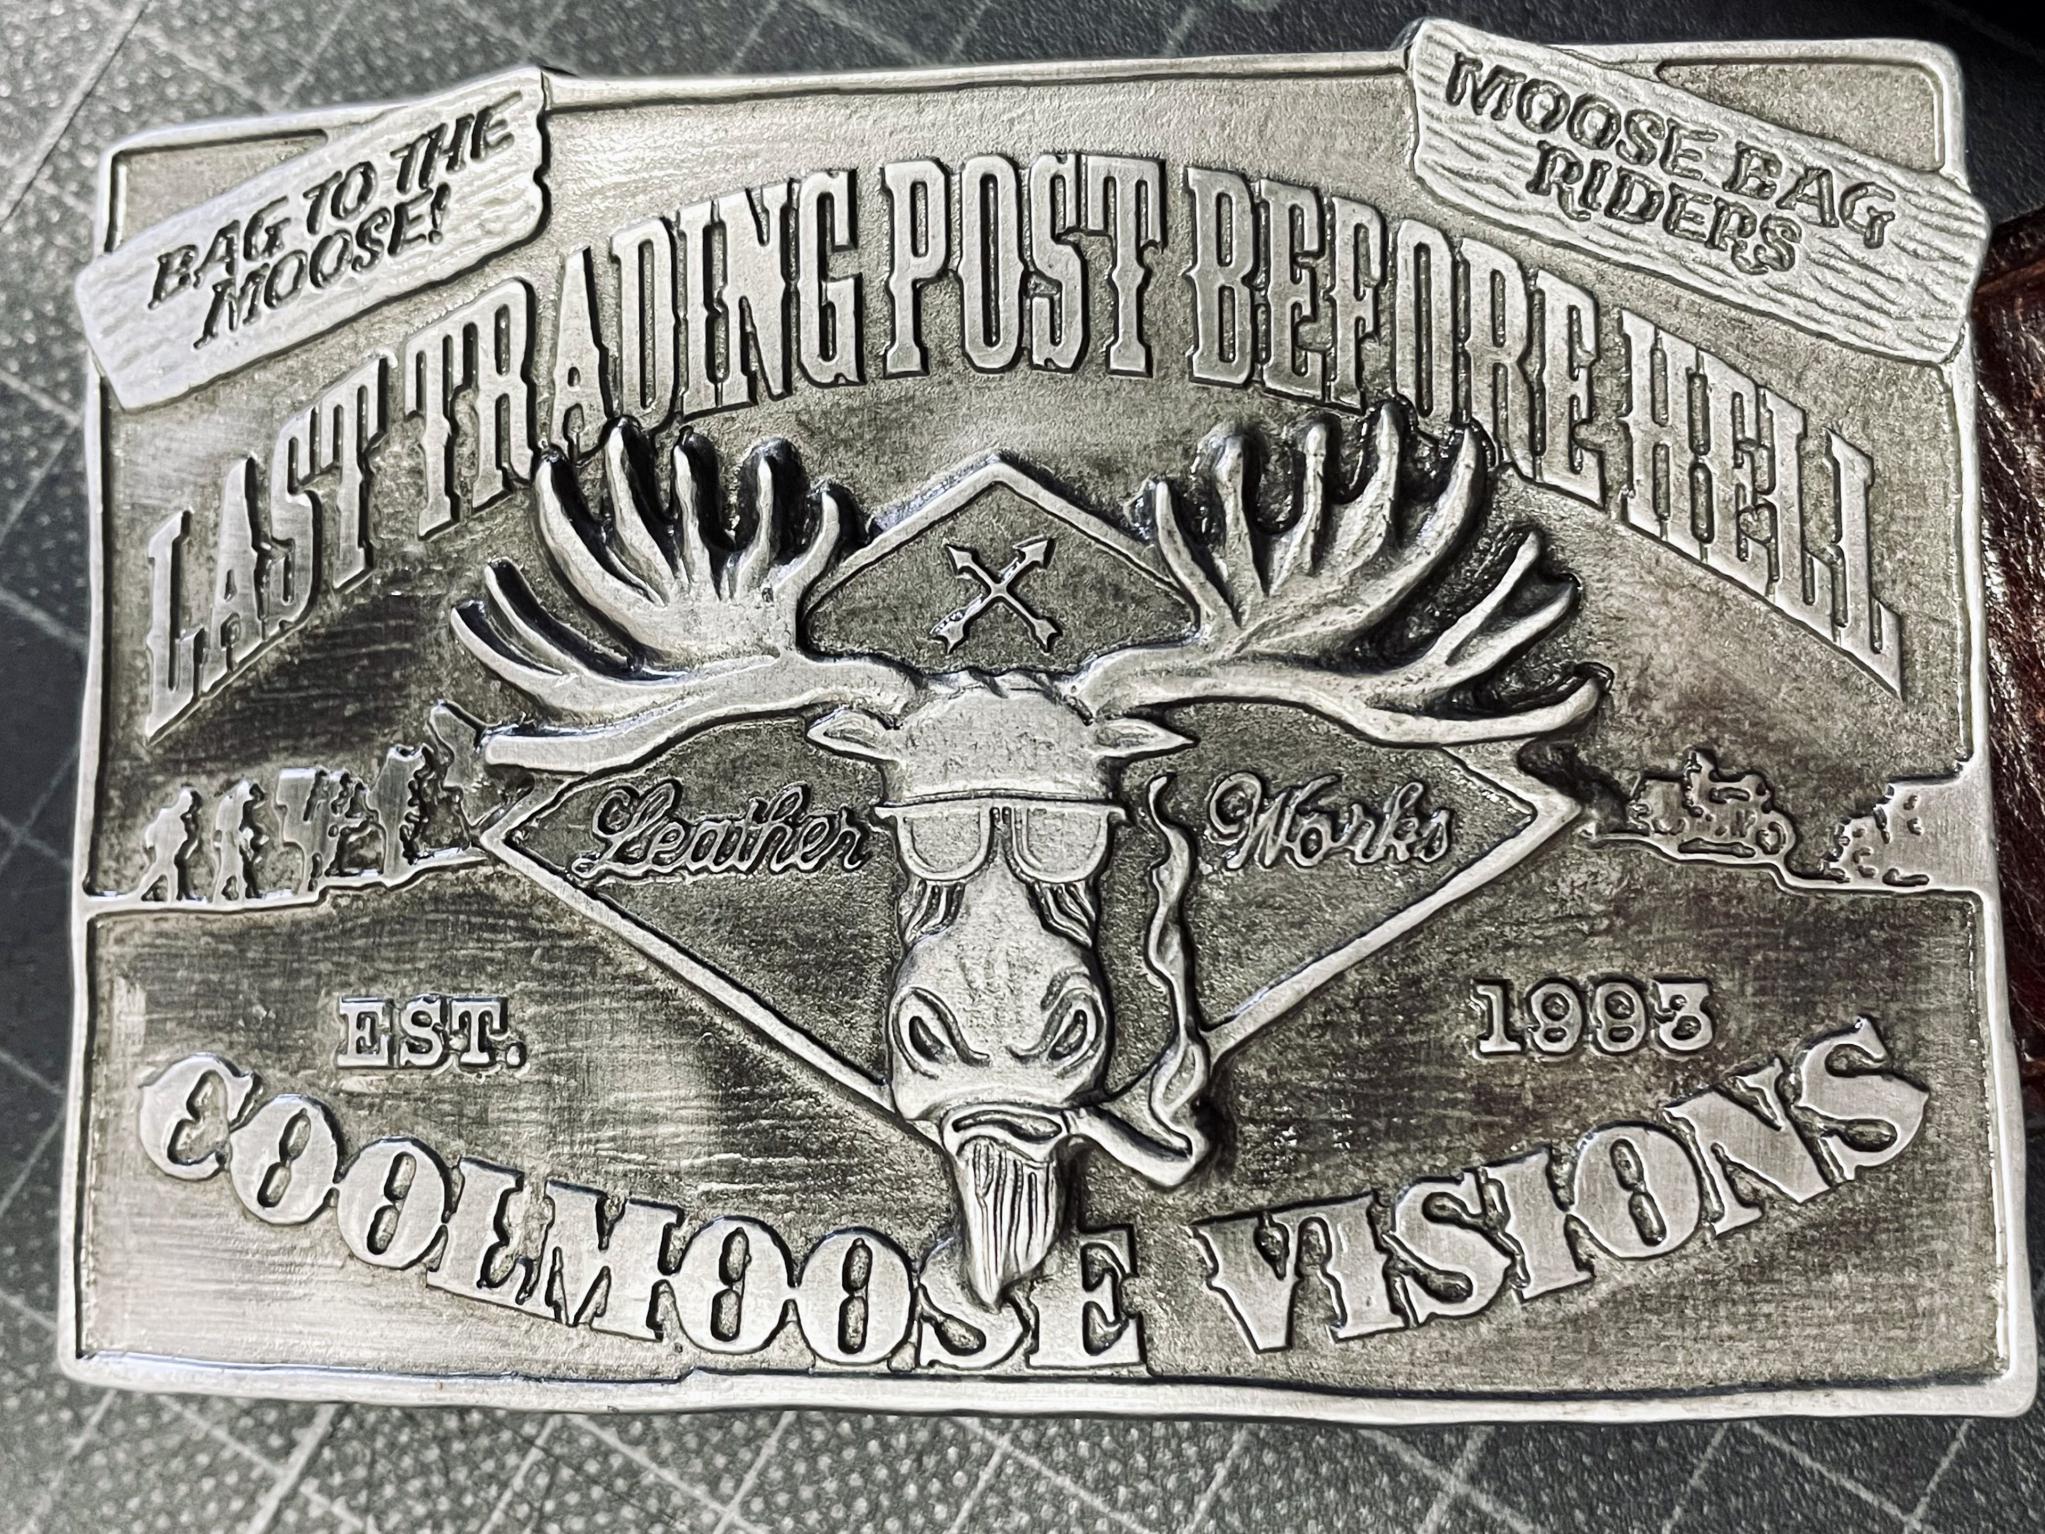 BAG TO THE
MOOSE!
MOOSE BAG
RIDERS
LAST TRADING POST BEFORE HELL
Leather Works
EST. 1993
COOLMOOSE VISIONS